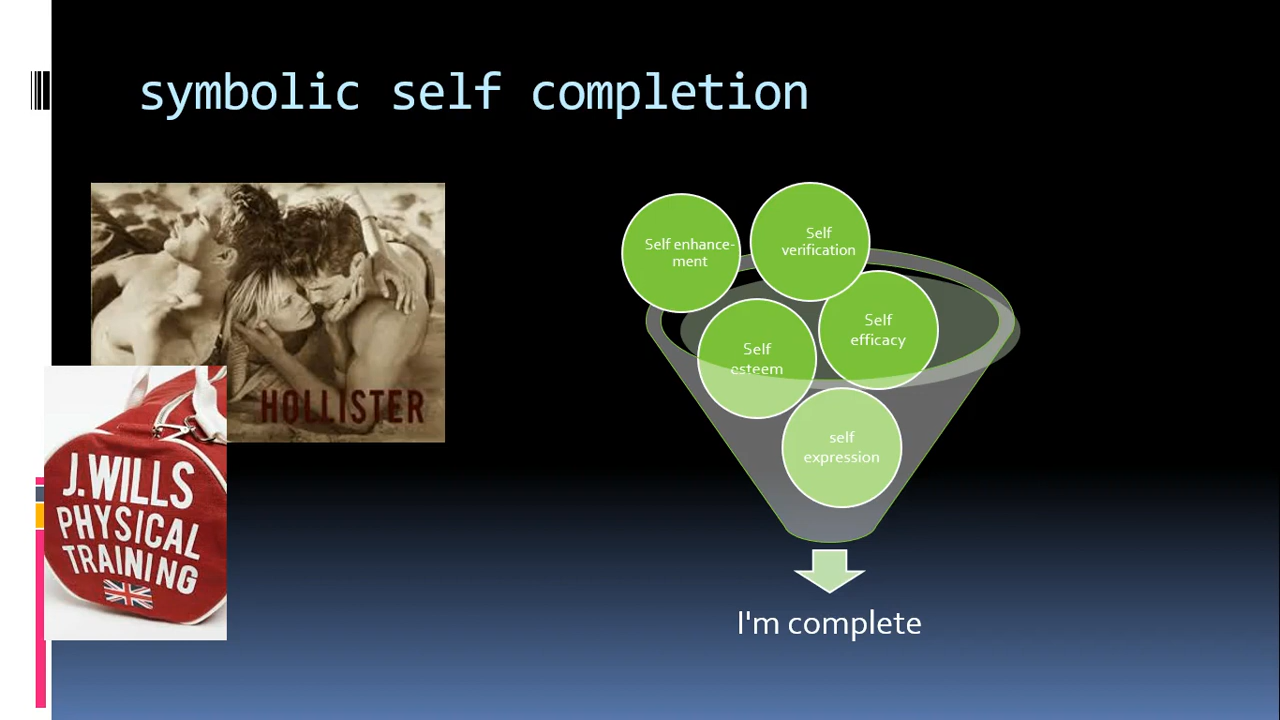 symbolic self completion
HOLLISTER
J.WILLS
PHYSICAL
TRAINING
Self enhance-
ment
Self
verification
Self
efficacy
Self
esteem
self
expression
I'm complete